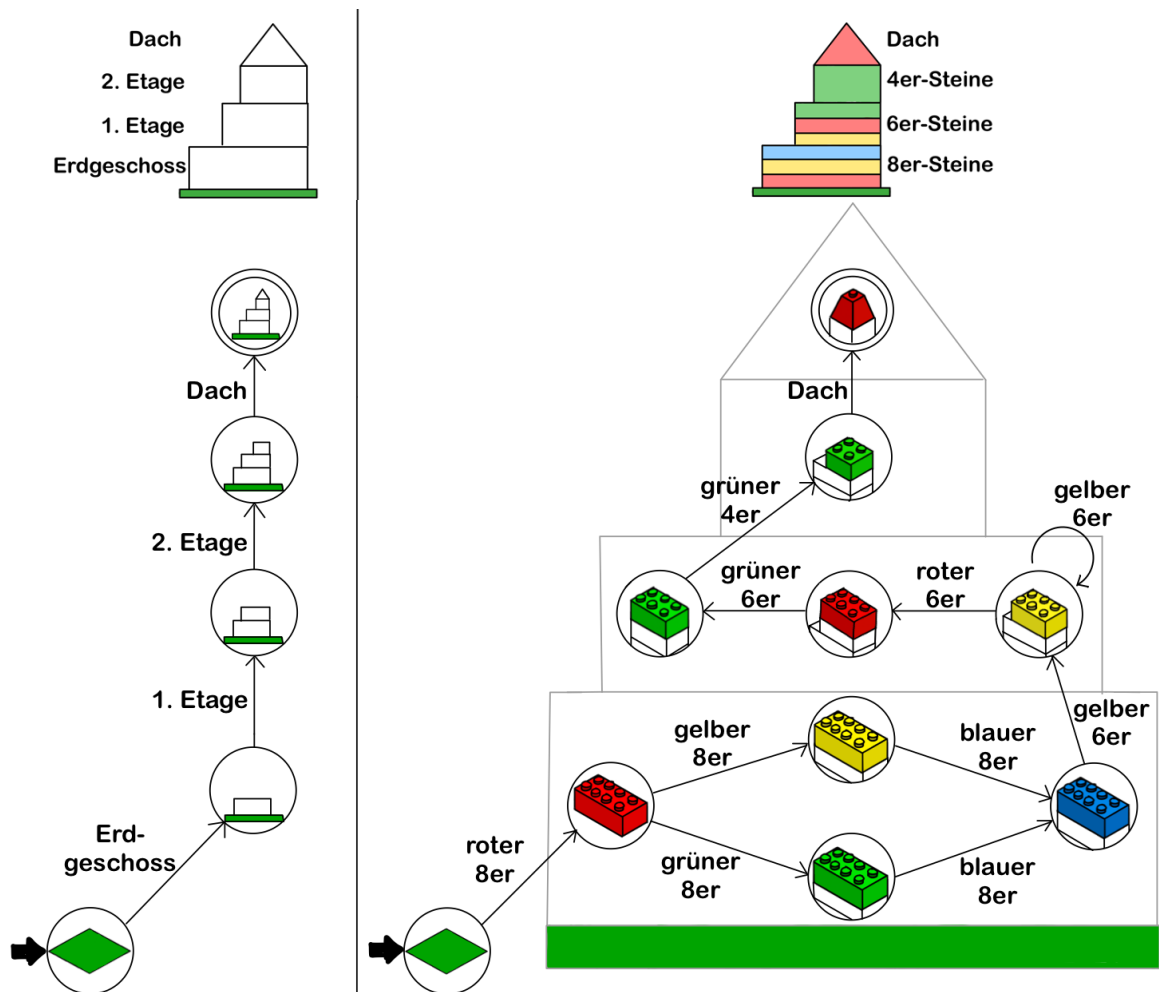 Dach
2. Etage
1. Etage
Erdgeschoss
Dach
2. Etage
1. Etage
Erd-
geschoss
Dach
4er-Steine
6er-Steine
8er-Steine
Dach
grüner
4er
gelber
6er
grüner
6er
roter
6er
gelber
8er
blauer
8er
gelber
6er
roter
8er
grüner
8er
blauer
8er